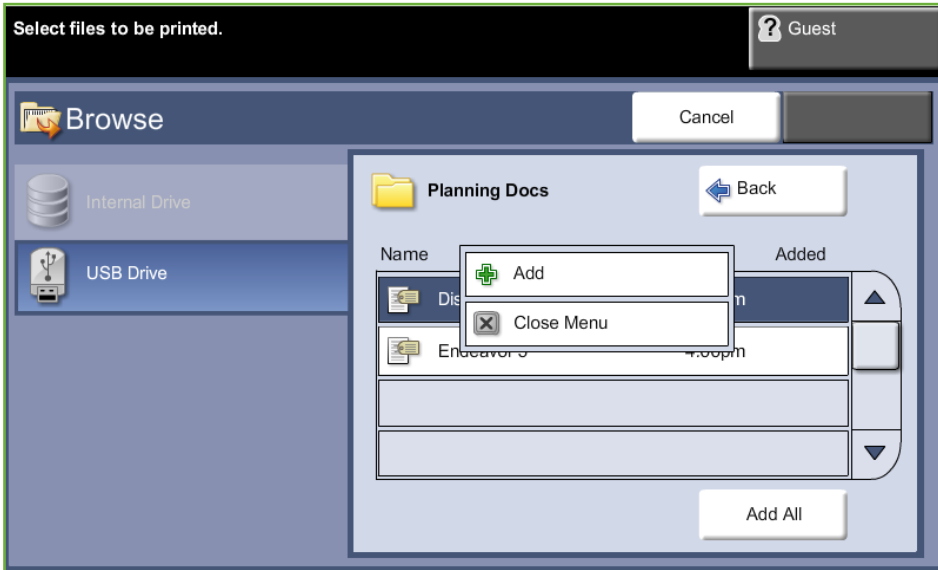 Select files to be printed.
Guest
Browse
Cancel
Internal Drive
USB Drive
Planning Docs
Back
Name
Added
Add
Close Menu
Add All